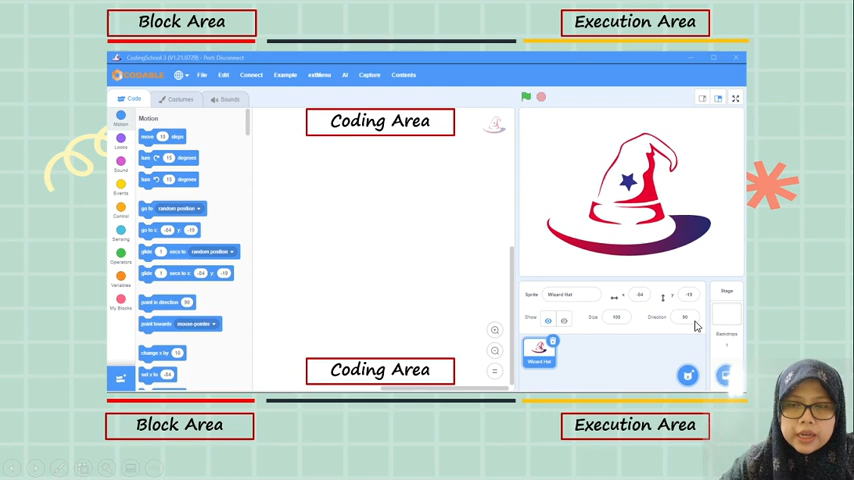 Block Area
Execution Area
CodingSchool 3 (V1.21.0729) - Port: Disconnect
CODABLE
File Edit Connect Example extMenu AI Capture Contents
Code Costumes Sounds
Coding Area
Motion
Motion
Looks
Sound
Events
Control
Sensing
Operators
Variables
My Blocks
move 10 steps
turn 15 degrees
turn 15 degrees
go to random position
go to x: -84 y: -19
glide 1 secs to random position
glide 1 secs to x: -84 y: -19
point in direction 90
point towards mouse-pointer
change x by 10
set x to -84
Sprite Wizard Hat x -84 y -19
Show Size 100 Direction 90
Wizard Hat
Stage
Backdrops
1
Coding Area
Block Area
Execution Area